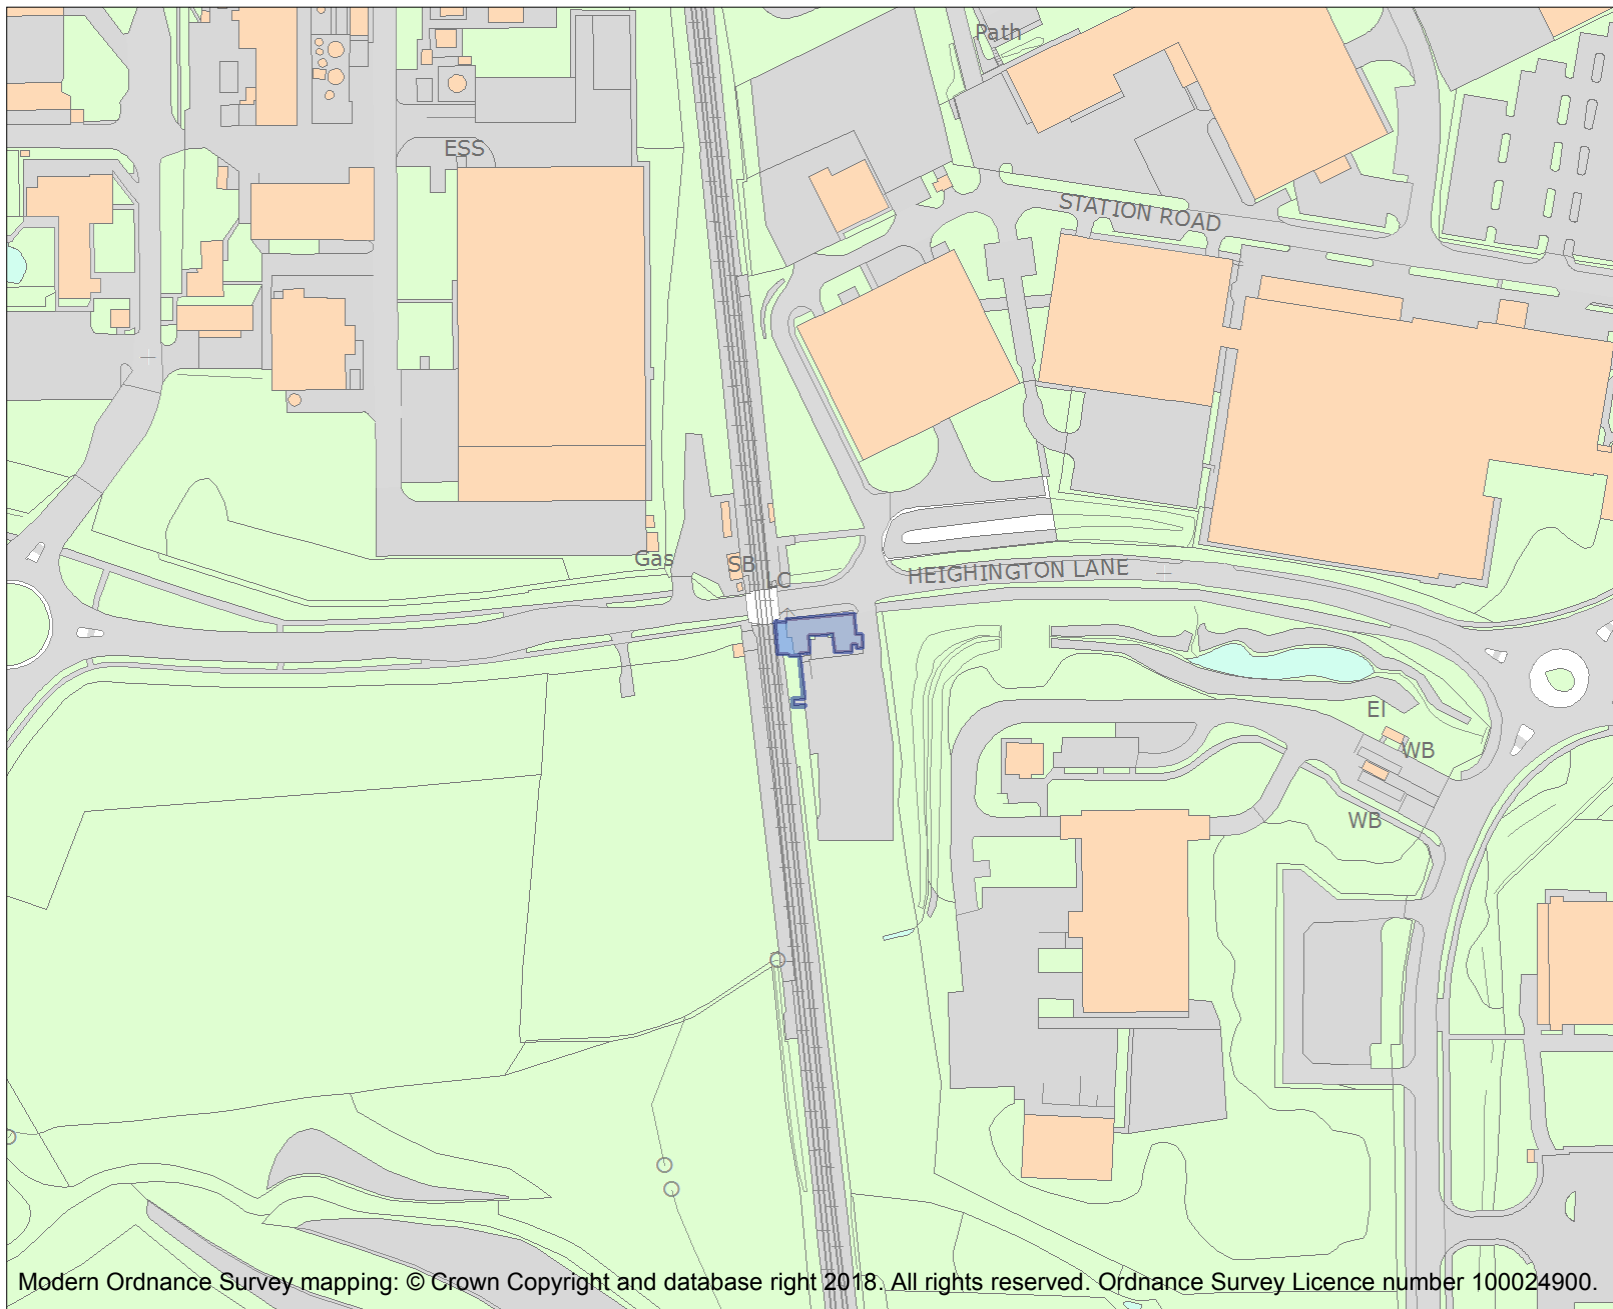 Path
ESS
STATION ROAD
Gas
SB
LC
HEIGHINGTON LANE
El
WB
WB
Modern Ordnance Survey mapping: © Crown Copyright and database right 2018. All rights reserved. Ordnance Survey Licence number 100024900.